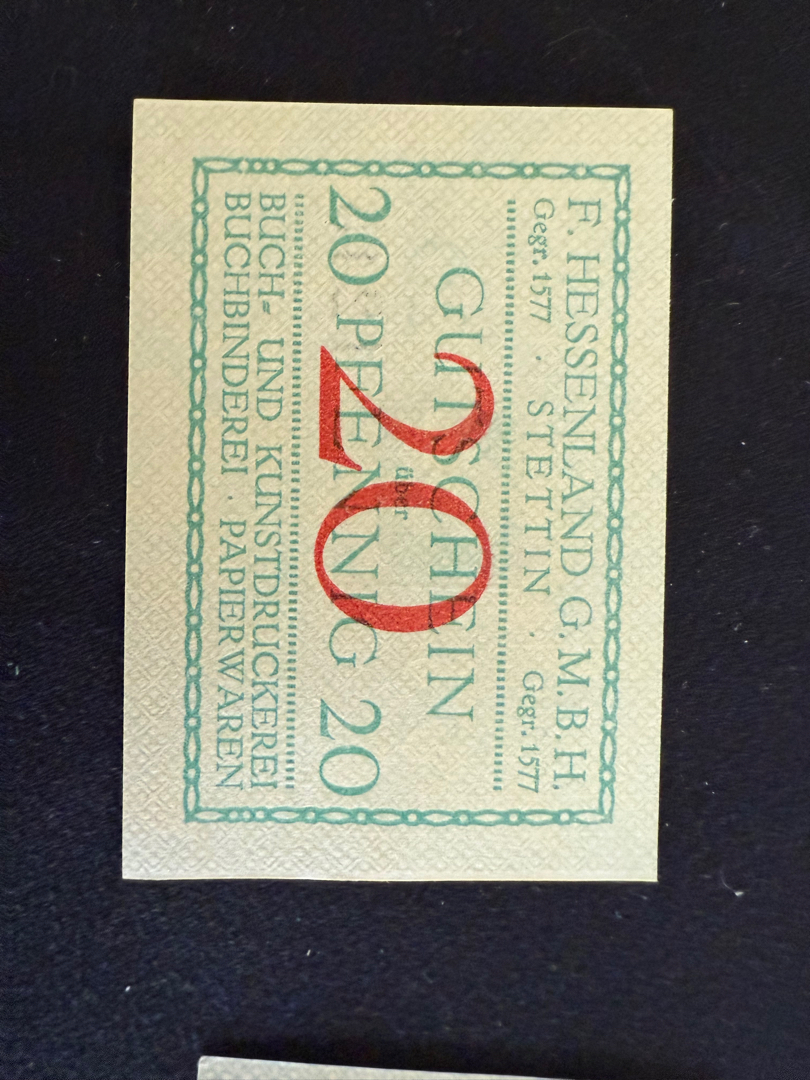 F. HESSENLAND G.M.B.H.
Gegr. 1577 · STETTIN · Gegr. 1577
GUTSCHEIN
über
20 PFENNIG 20
20
BUCH- UND KUNSTDRUCKEREI
BUCHBINDEREI · PAPIERWAREN